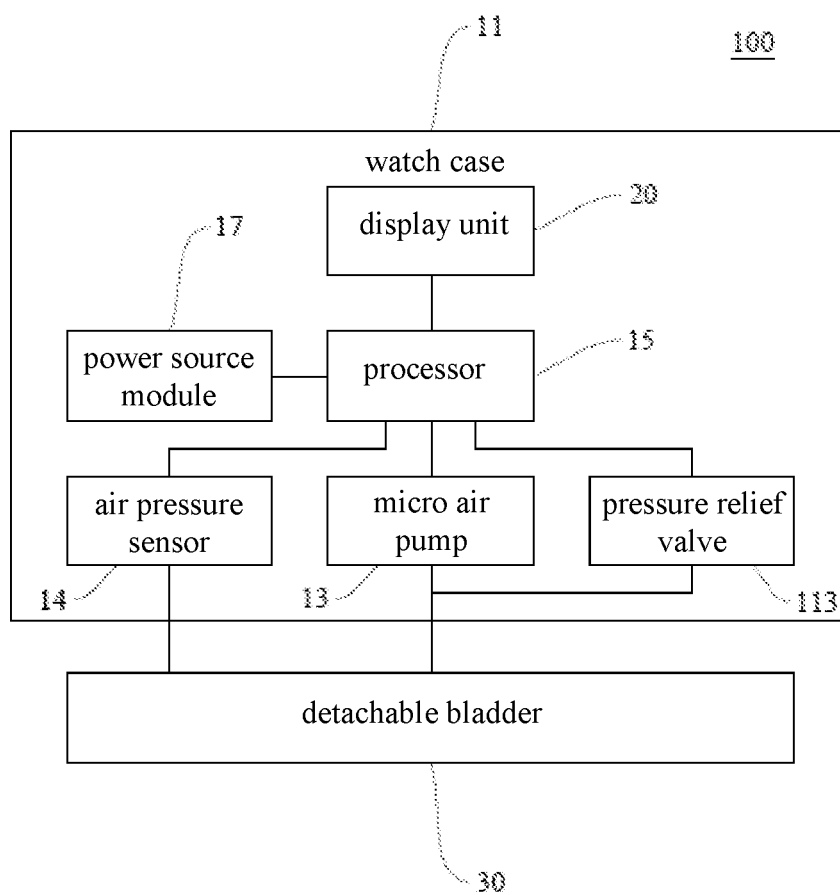 11
100
watch case
20
display unit
17
15
power source
module
processor
air pressure
sensor
micro air
pump
pressure relief
valve
14
13
113
detachable bladder
30